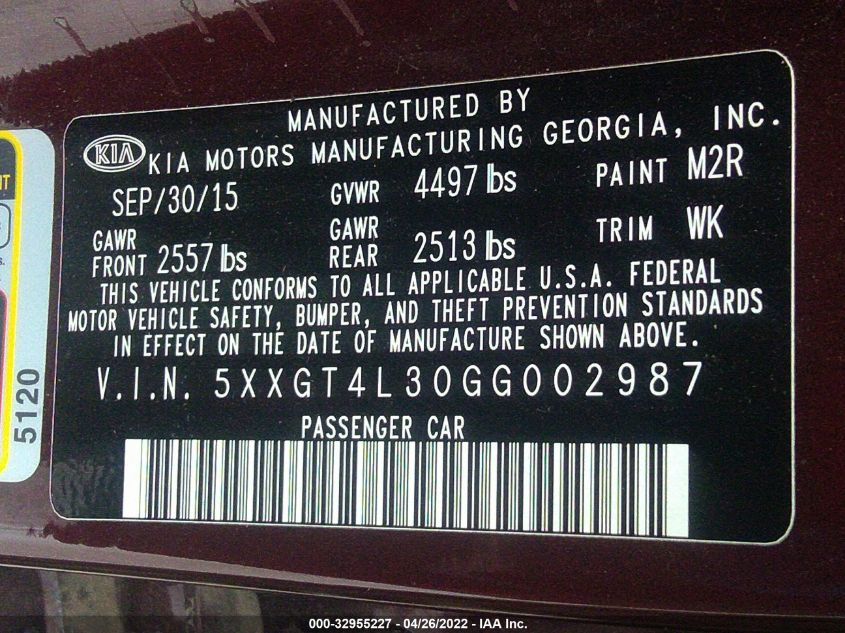 MANUFACTURED BY
KIA KIA MOTORS MANUFACTURING GEORGIA, INC.
SEP/30/15 GVWR 4497 lbs PAINT M2R
GAWR FRONT 2557 lbs GAWR REAR 2513 lbs TRIM WK
THIS VEHICLE CONFORMS TO ALL APPLICABLE U.S.A. FEDERAL
MOTOR VEHICLE SAFETY, BUMPER, AND THEFT PREVENTION STANDARDS
IN EFFECT ON THE DATE OF MANUFACTURE SHOWN ABOVE.
V.I.N. 5XXGT4L30GG002987
PASSENGER CAR
5120
000-32955227 - 04/26/2022 - IAA Inc.